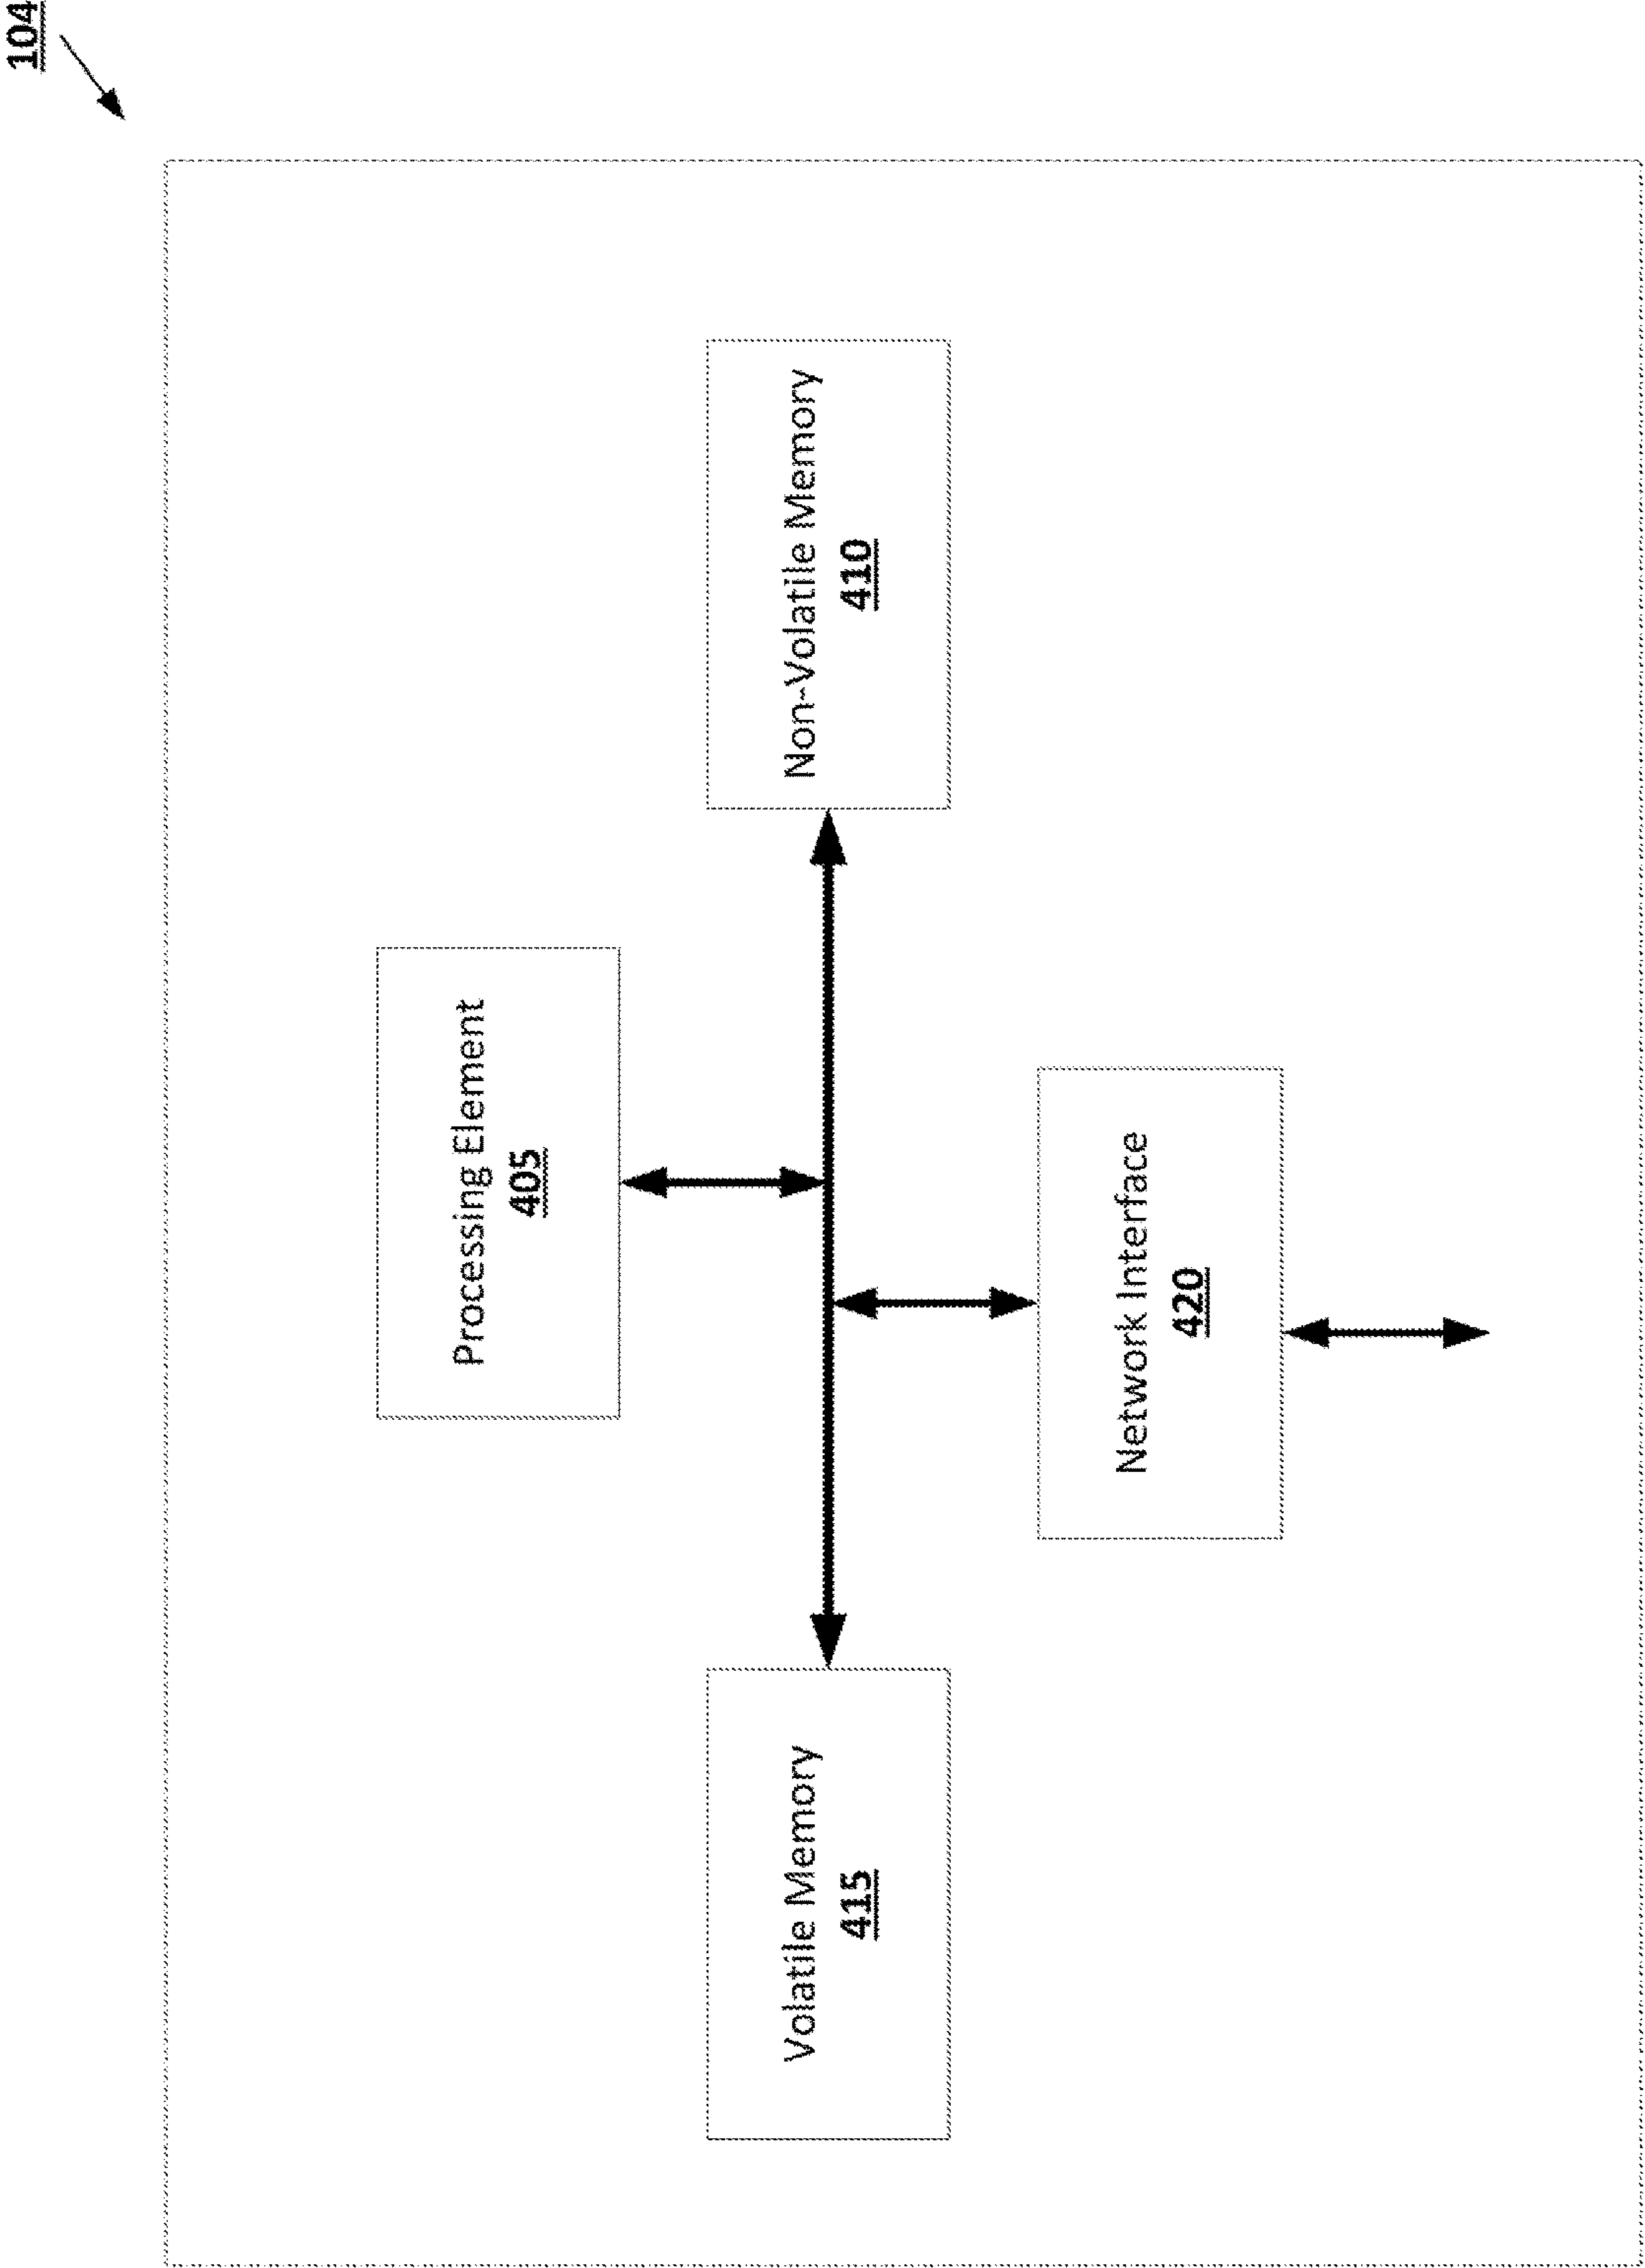 104
Processing Element
405
Volatile Memory
415
Non-Volatile Memory
410
Network Interface
420